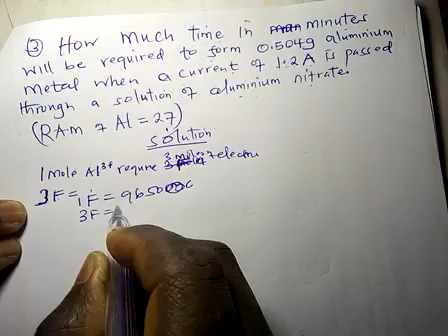 ③ How much time in minutes
will be required to form 0.504g aluminium
metal when a current of 1.2A is passed
through a solution of aluminium nitrate.
(RAM of Al = 27)
solution
1 mole Al³⁺ require 3 moles of electrons
3F = 1F = 96500C
3F =